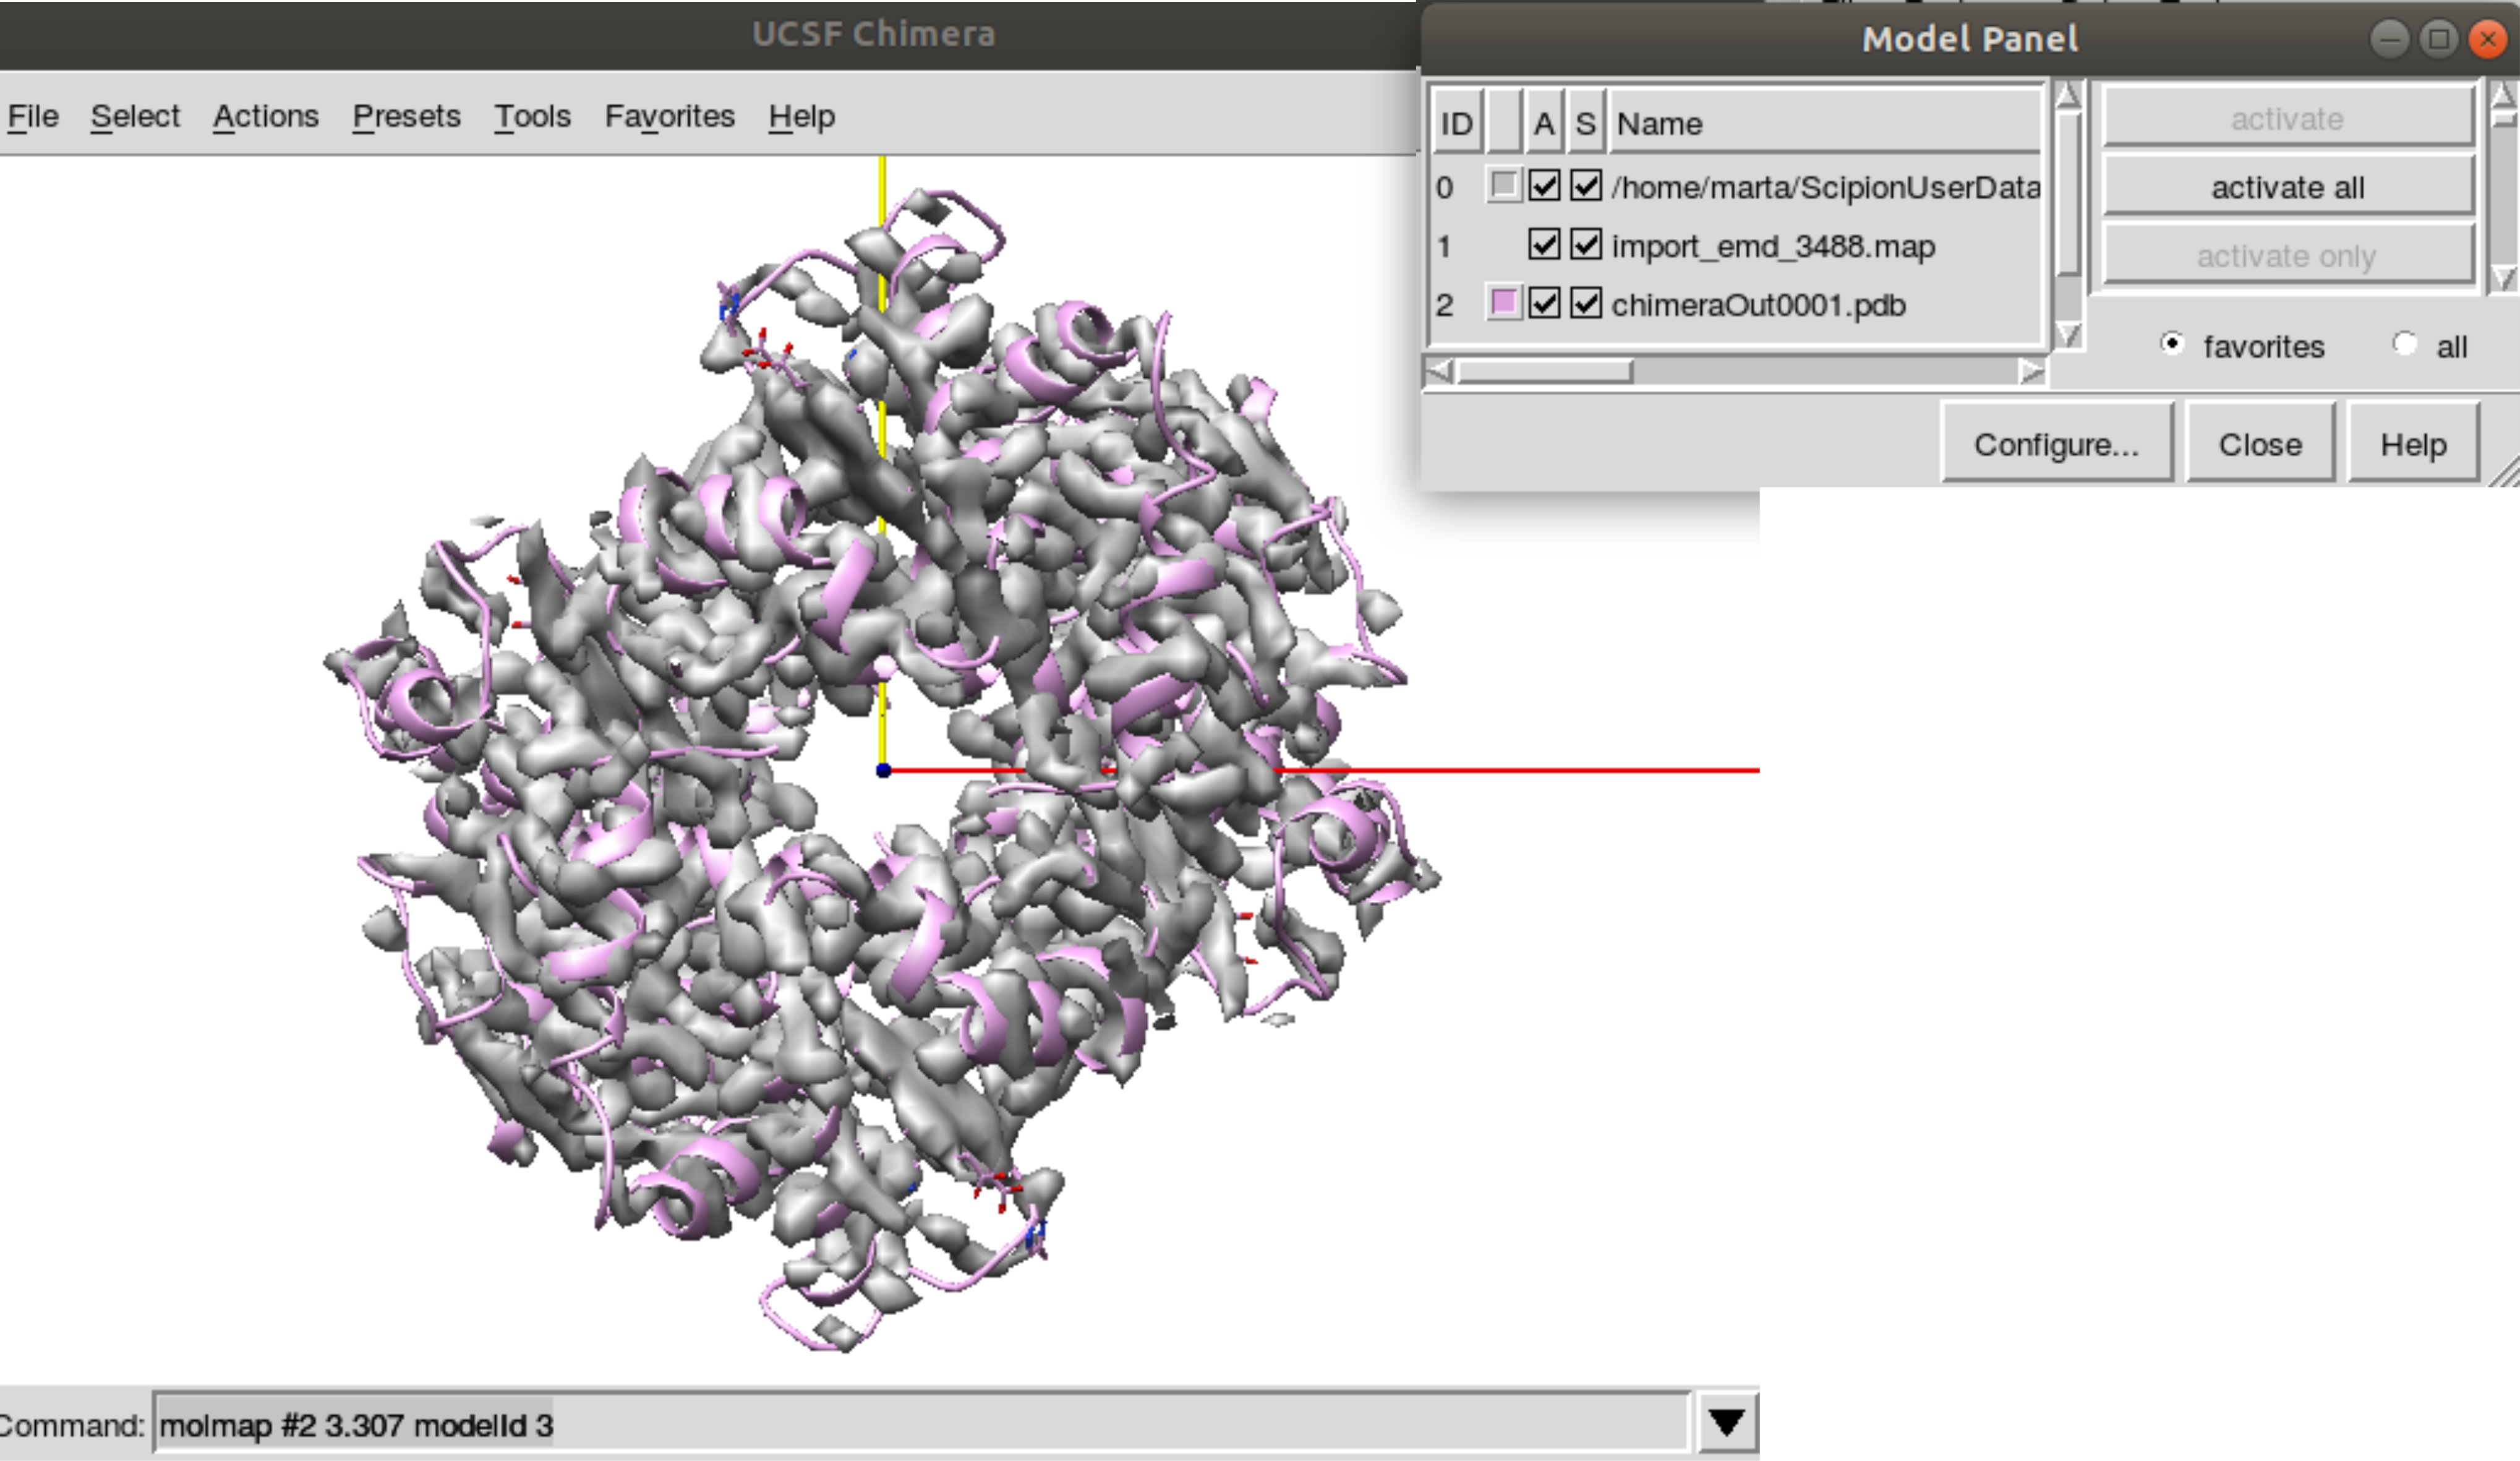 UCSF Chimera
File Select Actions Presets Tools Favorites Help
Model Panel
ID A S Name
0 /home/marta/ScipionUserData
1 import_emd_3488.map
2 chimeraOut0001.pdb
activate
activate all
activate only
favorites all
Configure... Close Help
Command: molmap #2 3.307 modelId 3